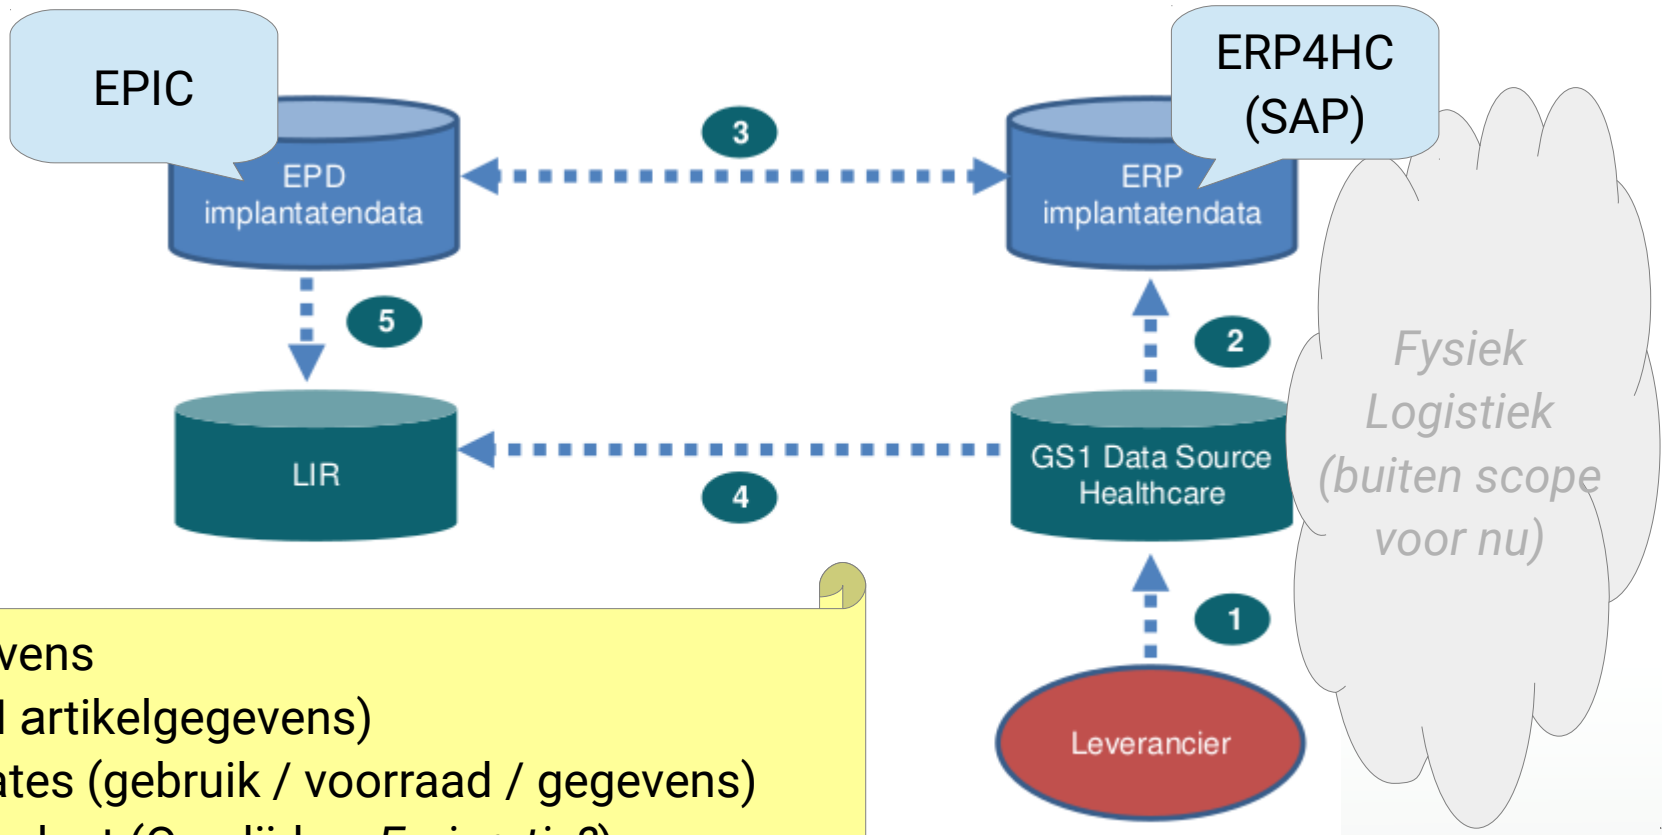 EPIC
ERP4HC
(SAP)
3
EPD
implantatendata
ERP
implantatendata
5
2
Fysiek
Logistiek
(buiten scope
voor nu)
LIR
GS1 Data Source
Healthcare
4
1
Leverancier
vens
artikelgegevens)
ates (gebruik / voorraad / gegevens)